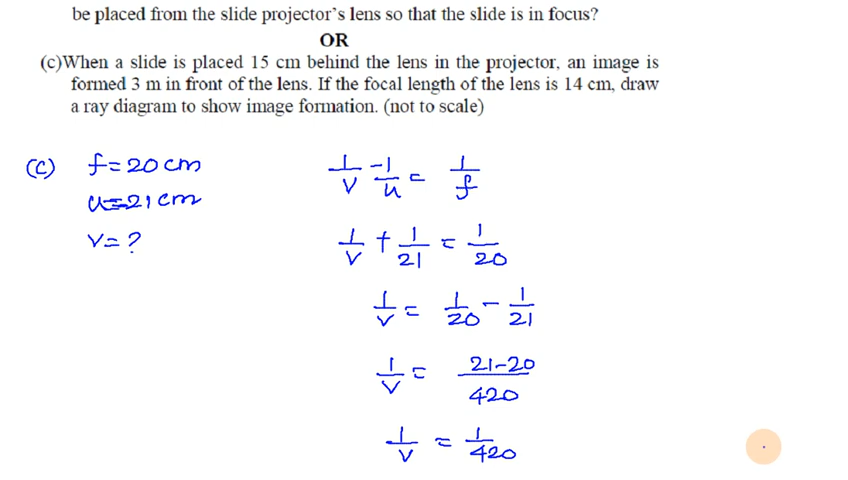 be placed from the slide projector's lens so that the slide is in focus?
OR
(c)When a slide is placed 15 cm behind the lens in the projector, an image is
formed 3 m in front of the lens. If the focal length of the lens is 14 cm, draw
a ray diagram to show image formation. (not to scale)
(c) f = 20 cm
u = -21 cm
v = ?
1/v - 1/u = 1/f
1/v + 1/21 = 1/20
1/v = 1/20 - 1/21
1/v = 21-20/420
1/v = 1/420